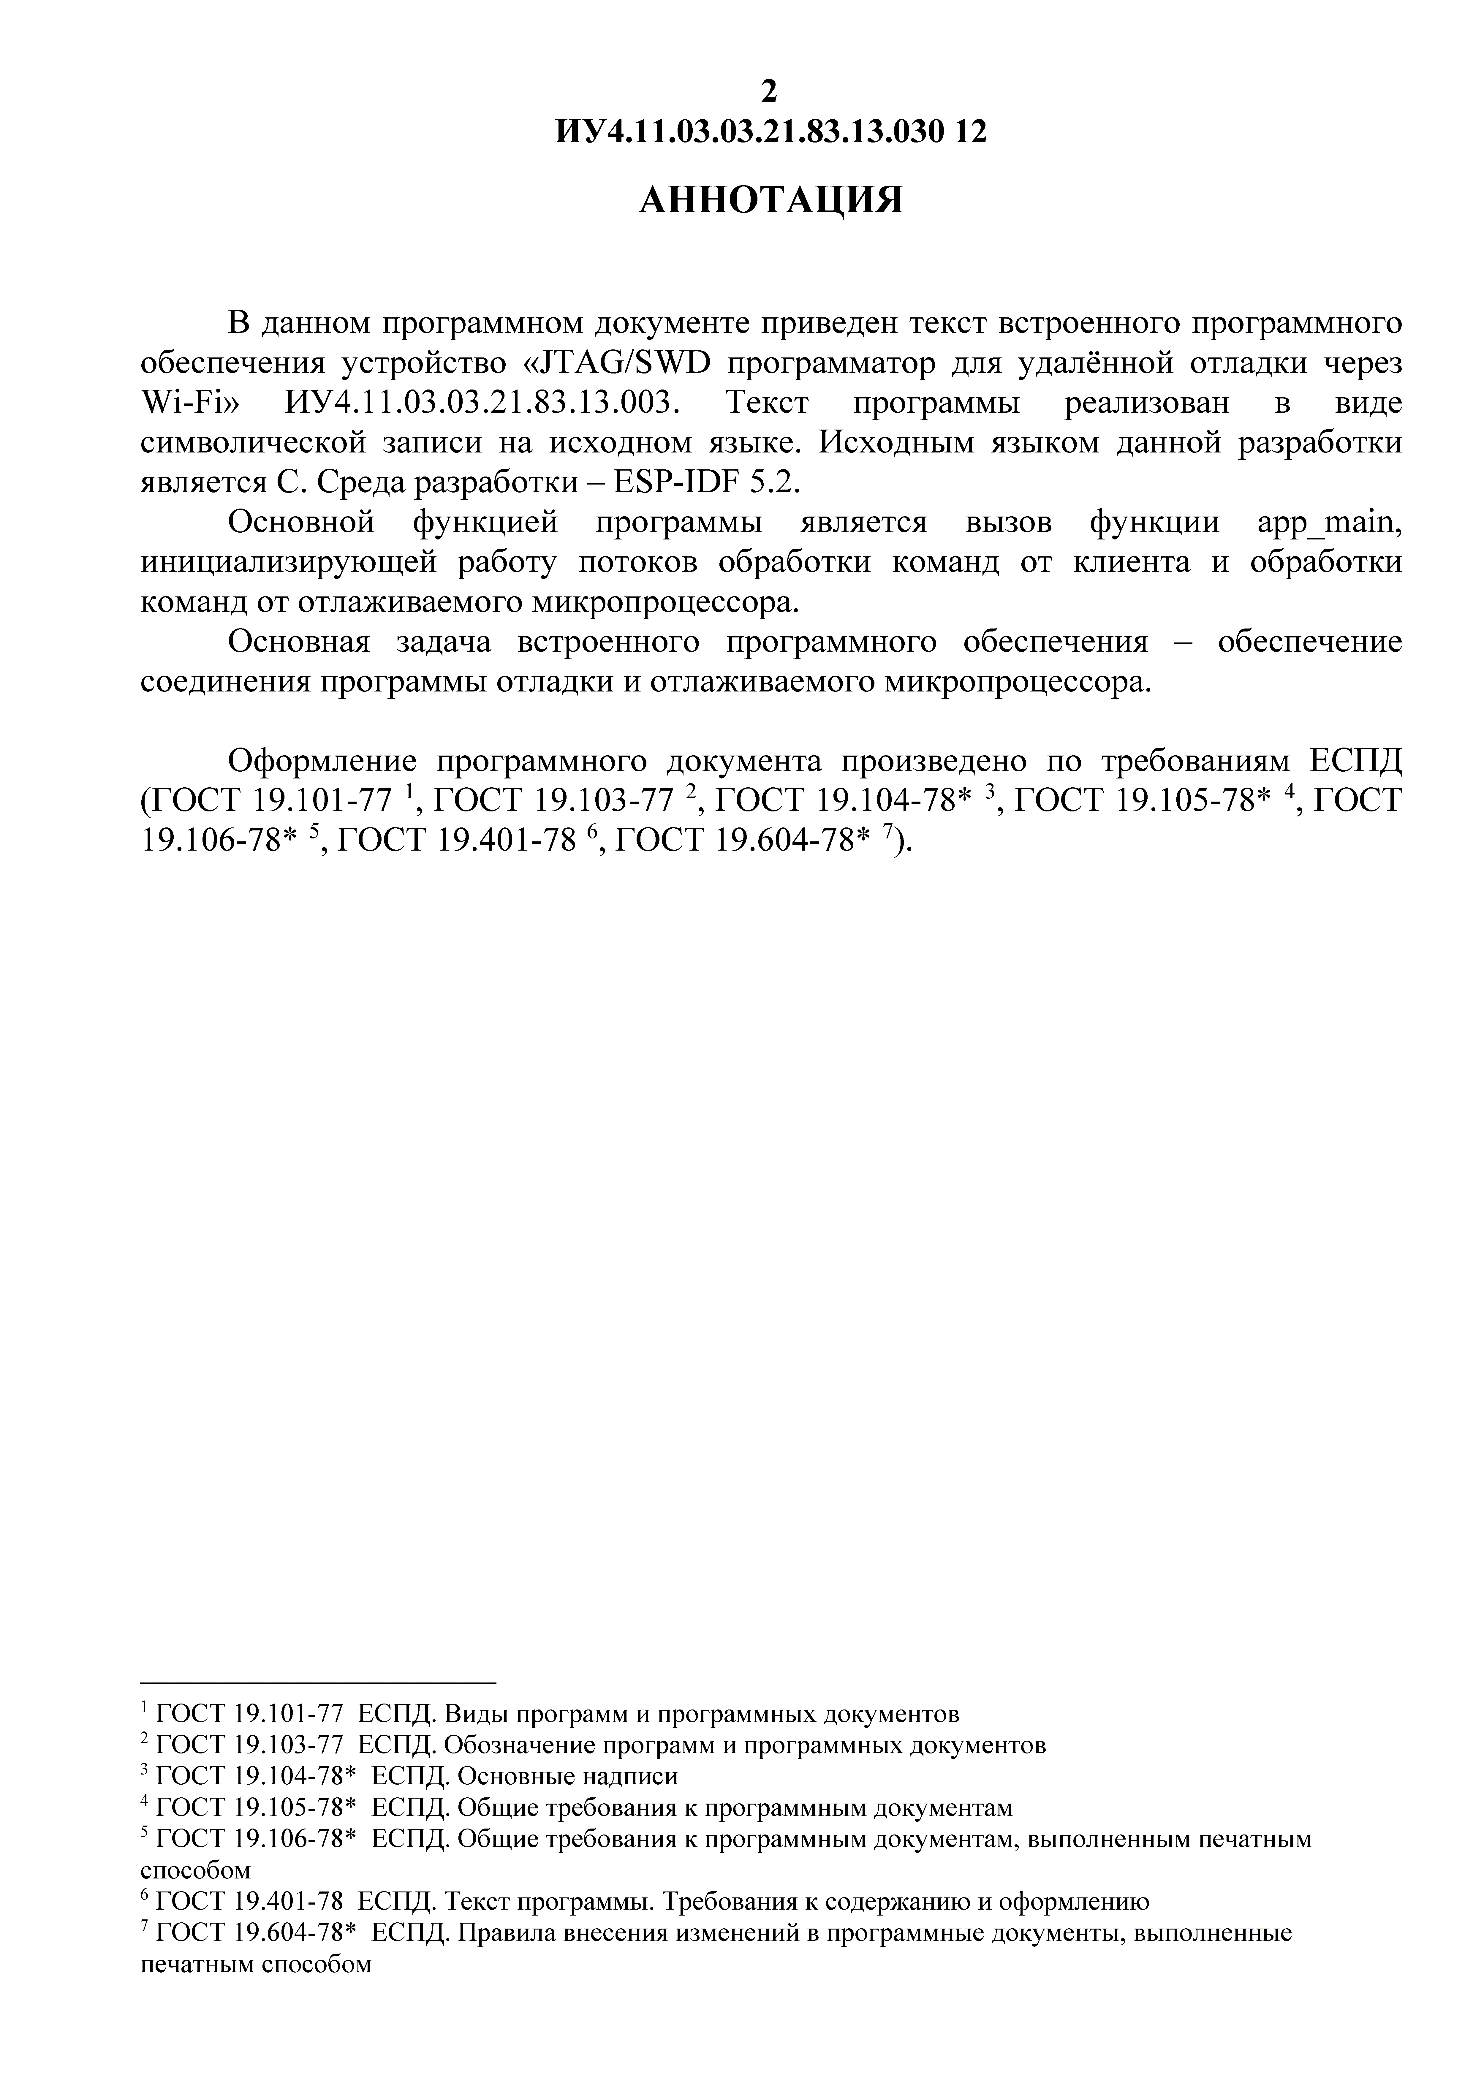 2
ИУ4.11.03.03.21.83.13.030 12
АННОТАЦИЯ
В данном программном документе приведен текст встроенного программного
обеспечения устройство «JTAG/SWD программатор для удалённой отладки через
Wi-Fi» ИУ4.11.03.03.21.83.13.003. Текст программы реализован в виде
символической записи на исходном языке. Исходным языком данной разработки
является С. Среда разработки – ESP-IDF 5.2.
Основной функцией программы является вызов функции app_main,
инициализирующей работу потоков обработки команд от клиента и обработки
команд от отлаживаемого микропроцессора.
Основная задача встроенного программного обеспечения – обеспечение
соединения программы отладки и отлаживаемого микропроцессора.
Оформление программного документа произведено по требованиям ЕСПД
(ГОСТ 19.101-77 ¹, ГОСТ 19.103-77 ², ГОСТ 19.104-78* ³, ГОСТ 19.105-78* ⁴, ГОСТ
19.106-78* ⁵, ГОСТ 19.401-78 ⁶, ГОСТ 19.604-78* ⁷).
¹ ГОСТ 19.101-77 ЕСПД. Виды программ и программных документов
² ГОСТ 19.103-77 ЕСПД. Обозначение программ и программных документов
³ ГОСТ 19.104-78* ЕСПД. Основные надписи
⁴ ГОСТ 19.105-78* ЕСПД. Общие требования к программным документам
⁵ ГОСТ 19.106-78* ЕСПД. Общие требования к программным документам, выполненным печатным
способом
⁶ ГОСТ 19.401-78 ЕСПД. Текст программы. Требования к содержанию и оформлению
⁷ ГОСТ 19.604-78* ЕСПД. Правила внесения изменений в программные документы, выполненные
печатным способом